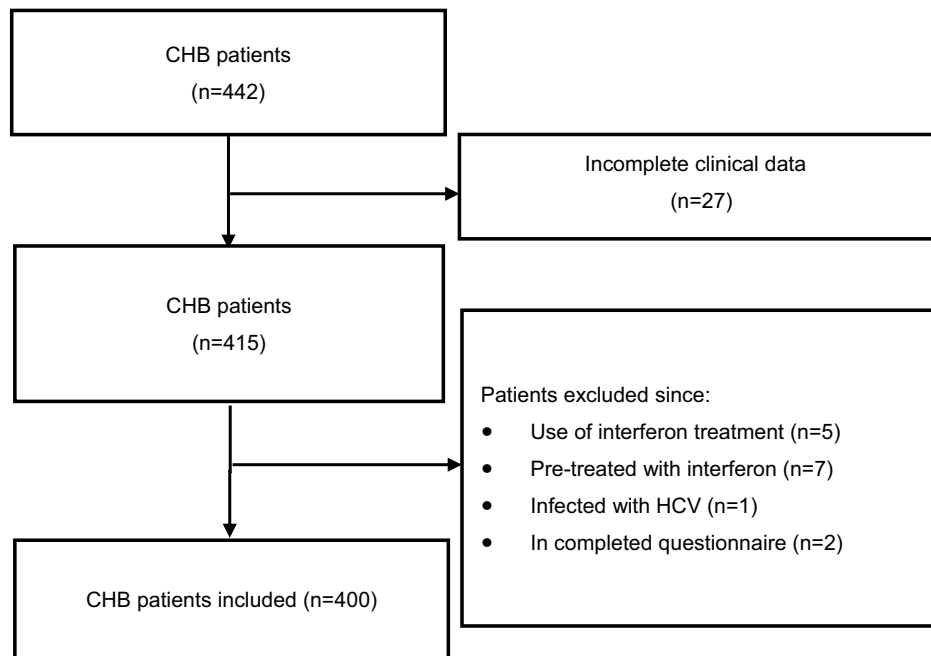 CHB patients
(n=442)
Incomplete clinical data
(n=27)
CHB patients
(n=415)
Patients excluded since:
● Use of interferon treatment (n=5)
● Pre-treated with interferon (n=7)
● Infected with HCV (n=1)
● In completed questionnaire (n=2)
CHB patients included (n=400)